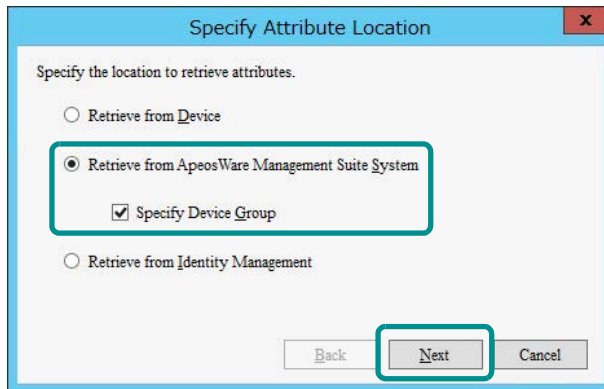 Specify Attribute Location
x
Specify the location to retrieve attributes.
Retrieve from Device
Retrieve from ApeosWare Management Suite System
Specify Device Group
Retrieve from Identity Management
Back Next Cancel